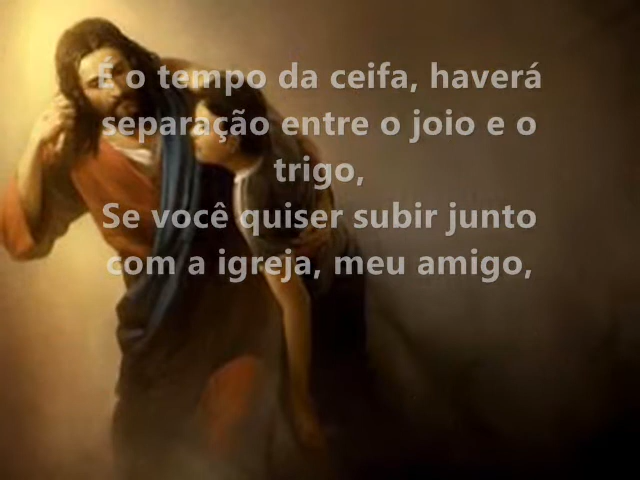 É o tempo da ceifa, haverá
separação entre o joio e o
trigo,
Se você quiser subir junto
com a igreja, meu amigo,